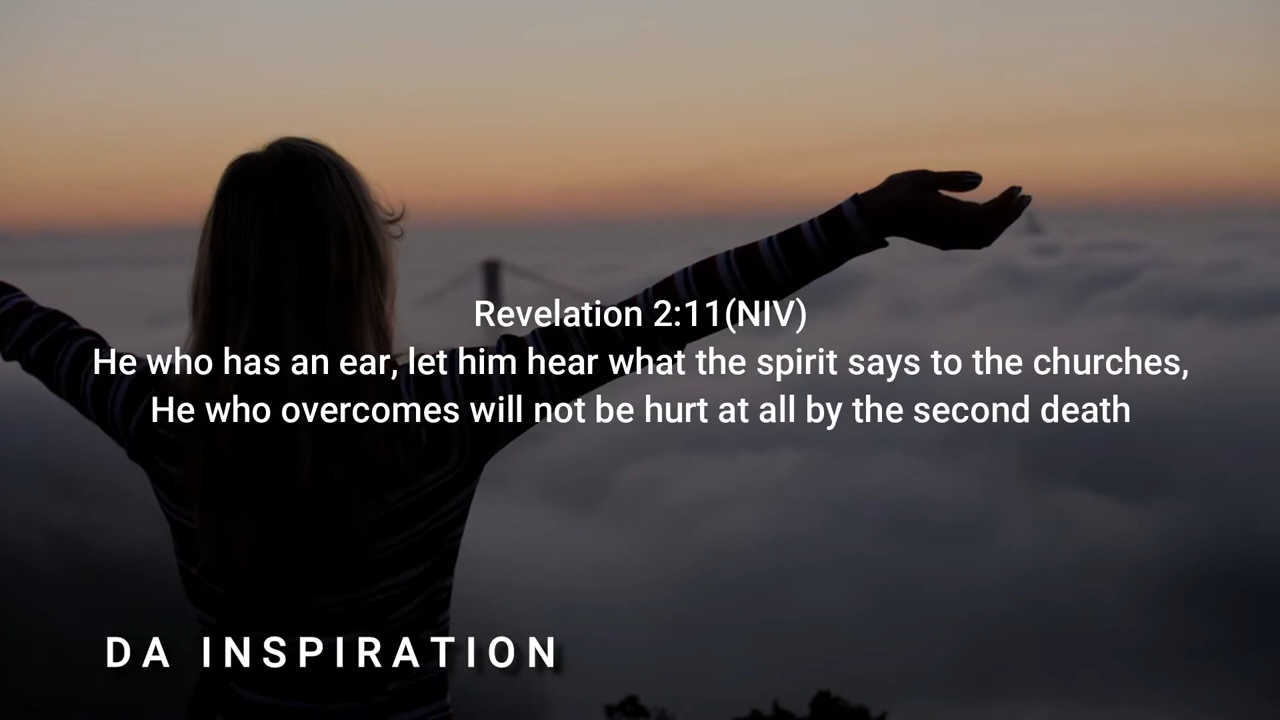 Revelation 2:11(NIV)
He who has an ear, let him hear what the spirit says to the churches,
He who overcomes will not be hurt at all by the second death
DA INSPIRATION